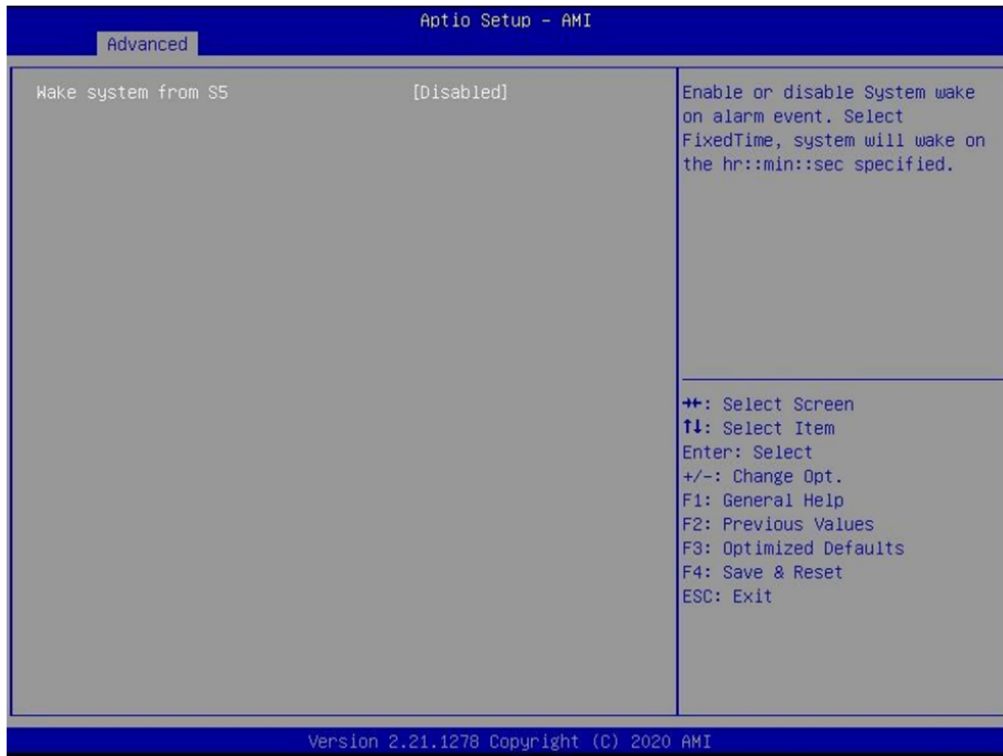 Aptio Setup - AMI
Advanced
Wake system from S5 [Disabled]
Enable or disable System wake
on alarm event. Select
FixedTime, system will wake on
the hr::min::sec specified.
→←: Select Screen
↑↓: Select Item
Enter: Select
+/-: Change Opt.
F1: General Help
F2: Previous Values
F3: Optimized Defaults
F4: Save & Reset
ESC: Exit
Version 2.21.1278 Copyright (C) 2020 AMI